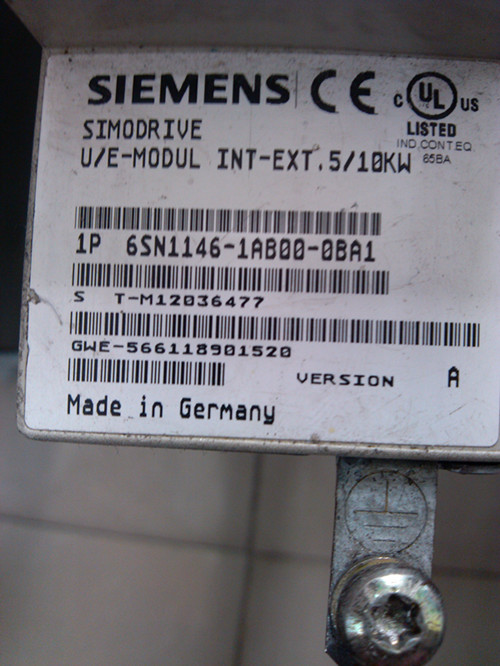 SIEMENS CE C UL US
LISTED
IND.CONT.EQ.
65BA
SIMODRIVE
U/E-MODUL INT-EXT.5/10KW
1P 6SN1146-1AB00-0BA1
S T-M12036477
GWE-566118901520
VERSION A
Made in Germany